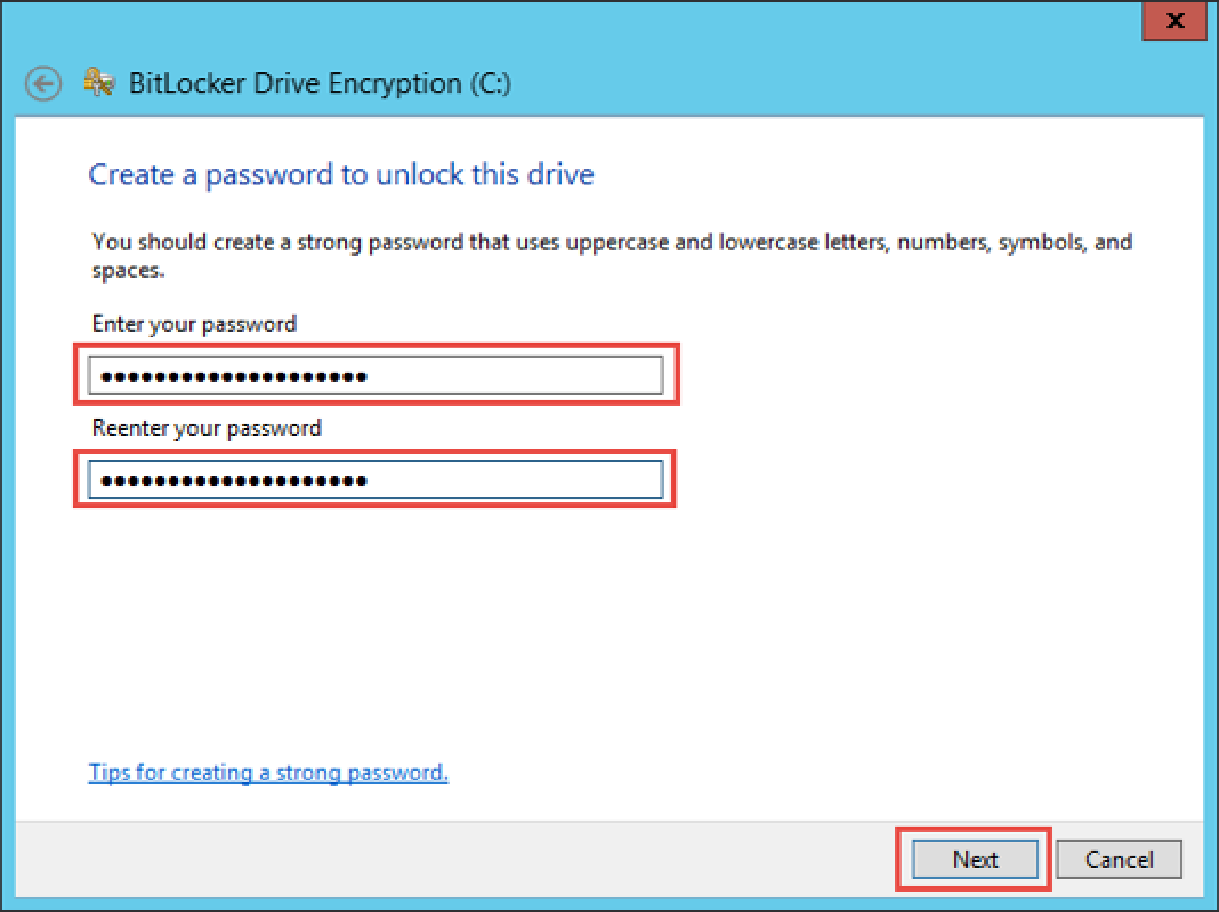 x
BitLocker Drive Encryption (C:)
Create a password to unlock this drive
You should create a strong password that uses uppercase and lowercase letters, numbers, symbols, and
spaces.
Enter your password
••••••••••••••••••••
Reenter your password
••••••••••••••••••••
Tips for creating a strong password.
Next
Cancel